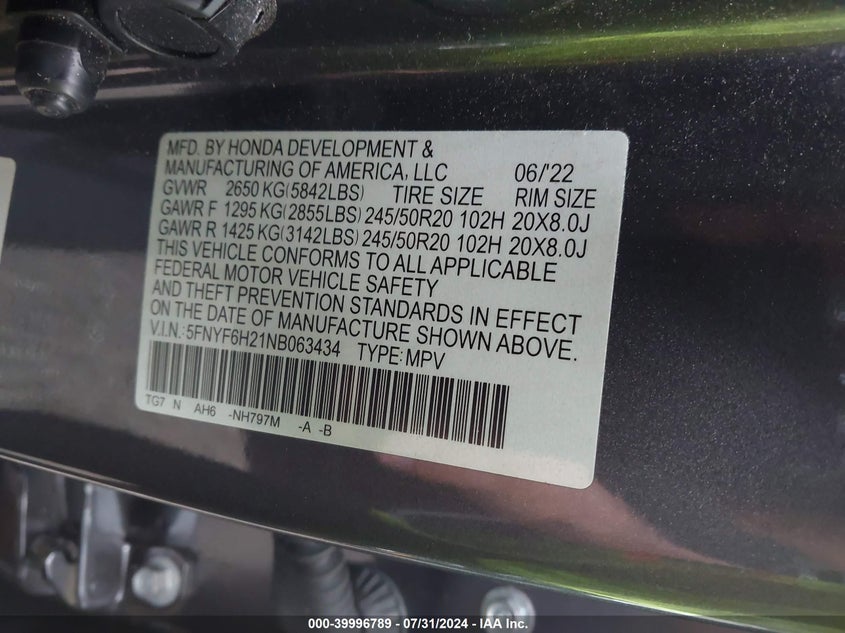 MFD. BY HONDA DEVELOPMENT &
MANUFACTURING OF AMERICA, LLC 06/'22
GVWR 2650 KG(5842LBS) TIRE SIZE RIM SIZE
GAWR F 1295 KG(2855LBS) 245/50R20 102H 20X8.0J
GAWR R 1425 KG(3142LBS) 245/50R20 102H 20X8.0J
THIS VEHICLE CONFORMS TO ALL APPLICABLE
FEDERAL MOTOR VEHICLE SAFETY
AND THEFT PREVENTION STANDARDS IN EFFECT
ON THE DATE OF MANUFACTURE SHOWN ABOVE.
V.I.N.:5FNYF6H21NB063434 TYPE:MPV
TG7 N AH6 -NH797M -A -B
000-39996789 - 07/31/2024 - IAA Inc.